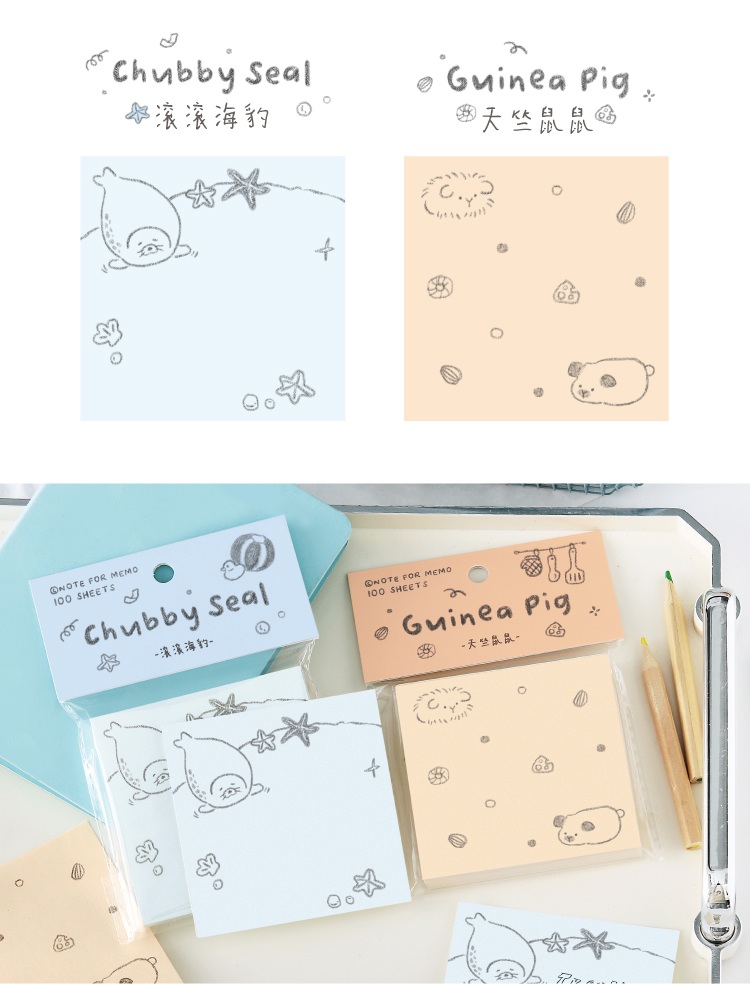 Chubby Seal
滾滾海豹
Guinea Pig
天竺鼠鼠
©NOTE FOR MEMO
100 SHEETS
Chubby Seal
-滾滾海豹-
©NOTE FOR MEMO
100 SHEETS
Guinea Pig
-天竺鼠鼠-